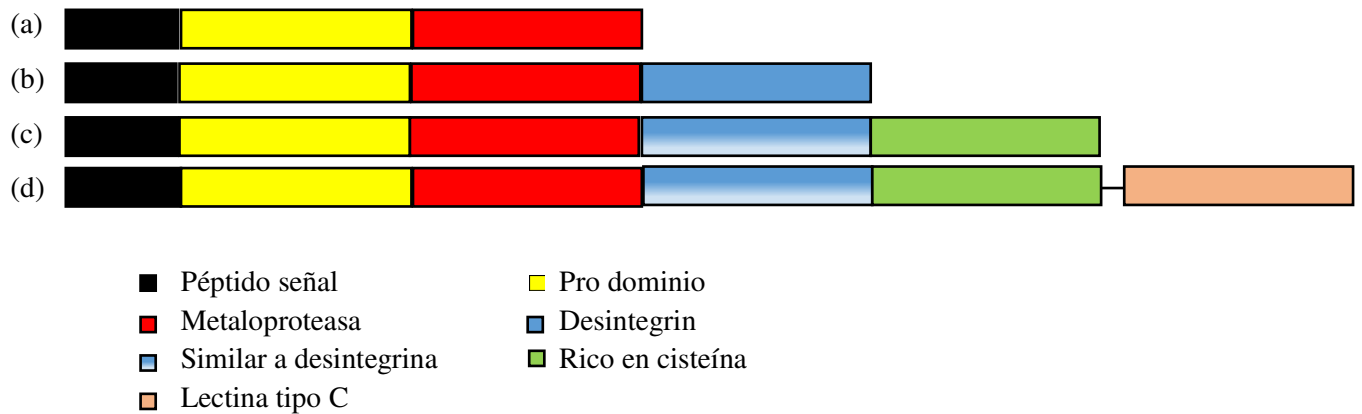 (a)
(b)
(c)
(d)
Péptido señal
Pro dominio
Metaloproteasa
Desintegrin
Similar a desintegrina
Rico en cisteína
Lectina tipo C